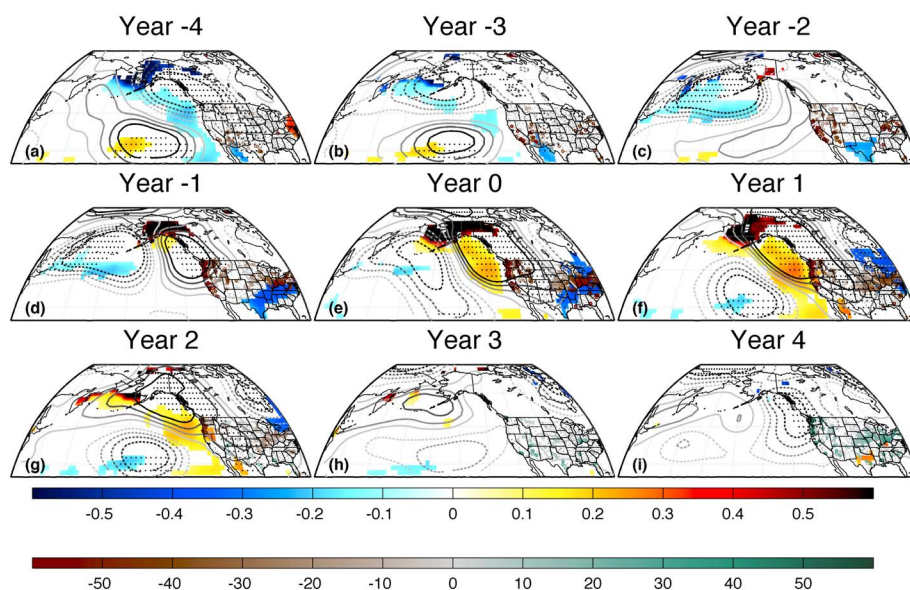 Year -4 Year -3 Year -2
(a) (b) (c)
Year -1 Year 0 Year 1
(d) (e) (f)
Year 2 Year 3 Year 4
(g) (h) (i)
-0.5 -0.4 -0.3 -0.2 -0.1 0 0.1 0.2 0.3 0.4 0.5
-50 -40 -30 -20 -10 0 10 20 30 40 50